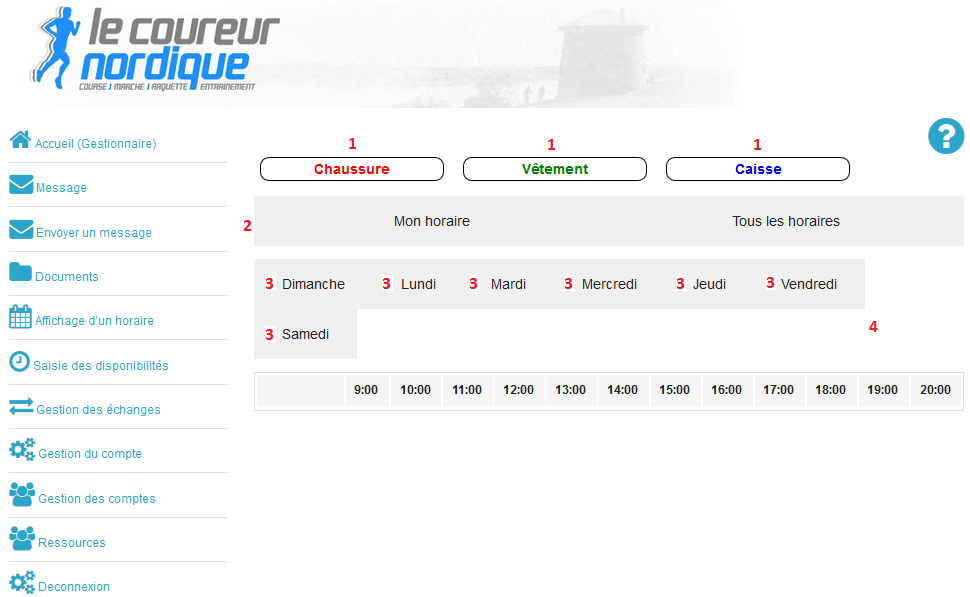 le coureur
nordique
COURSE | MARCHE | RAQUETTE | ENTRAINEMENT
Accueil (Gestionnaire)
Message
Envoyer un message
Documents
Affichage d'un horaire
Saisie des disponibilités
Gestion des échanges
Gestion du compte
Gestion des comptes
Ressources
Deconnexion
?
1 1 1
Chaussure Vêtement Caisse
2 Mon horaire Tous les horaires
3 Dimanche 3 Lundi 3 Mardi 3 Mercredi 3 Jeudi 3 Vendredi
4
3 Samedi
9:00 10:00 11:00 12:00 13:00 14:00 15:00 16:00 17:00 18:00 19:00 20:00